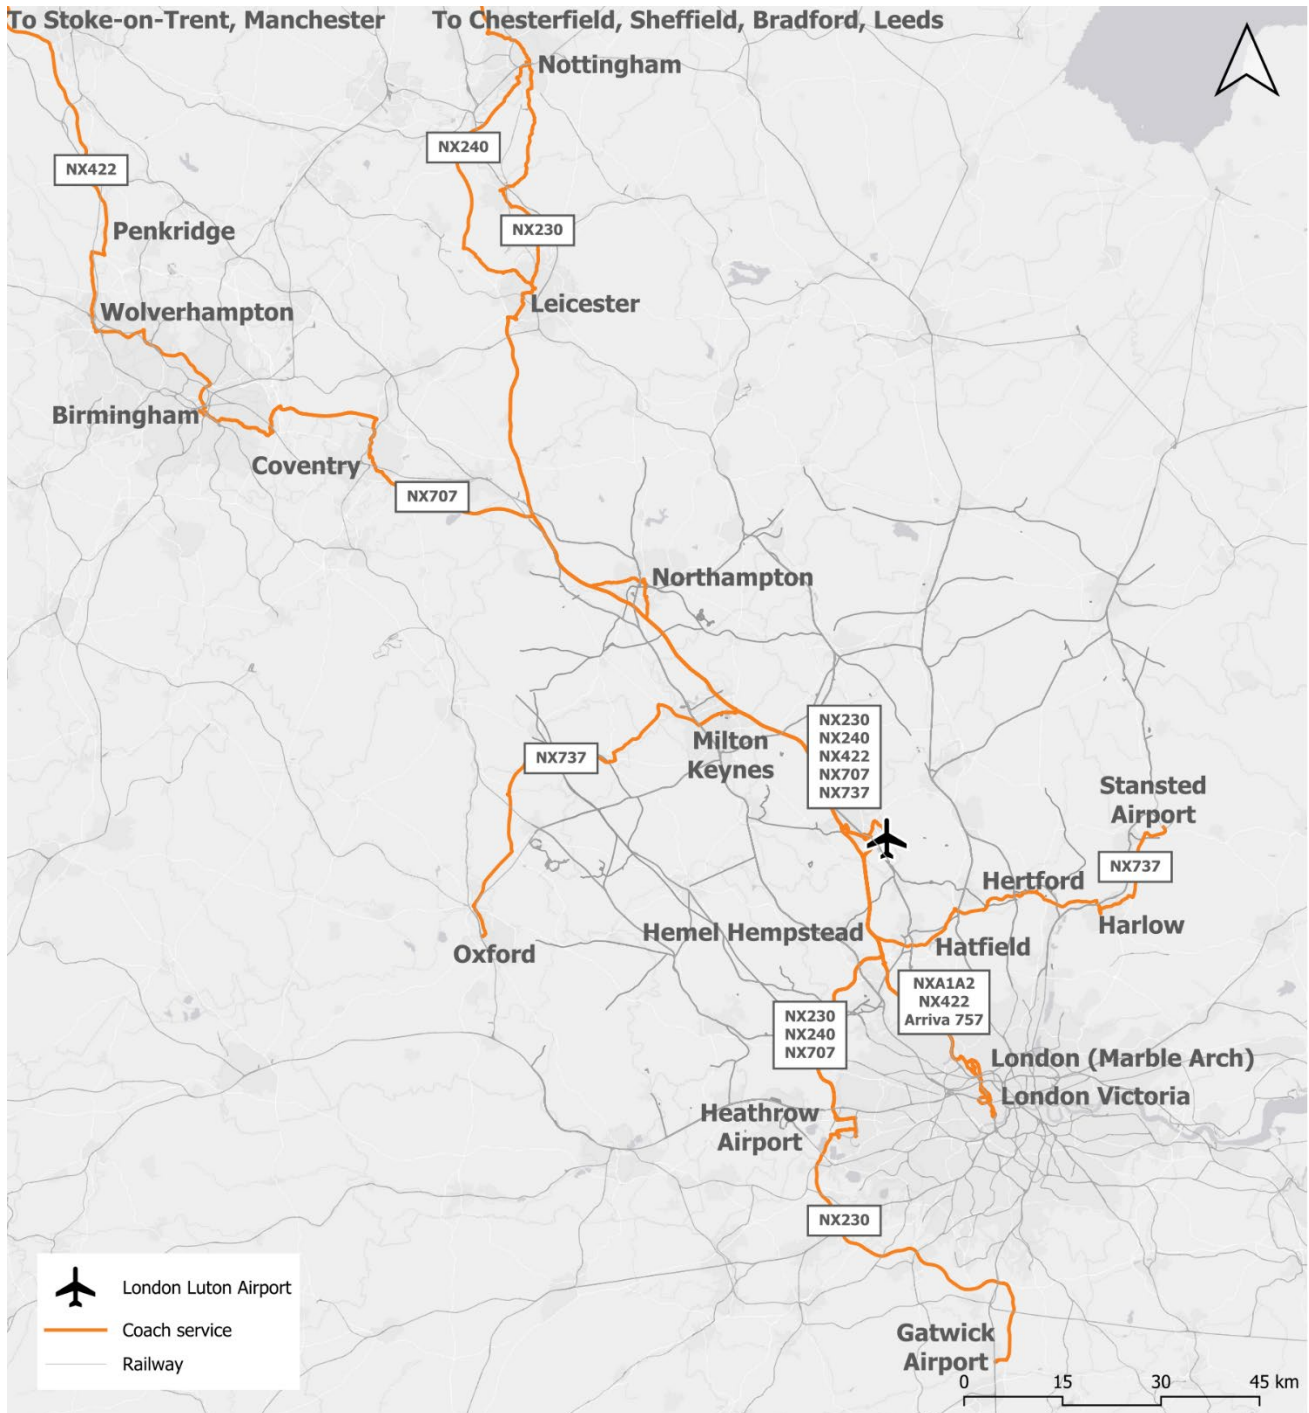 To Stoke-on-Trent, Manchester
To Chesterfield, Sheffield, Bradford, Leeds
Nottingham
NX240
NX422
Penkridge
NX230
Leicester
Wolverhampton
Birmingham
Coventry
NX707
Northampton
NX230
NX240
NX422
NX707
NX737
Milton
Keynes
NX737
Stansted
Airport
NX737
Hertford
Harlow
Hemel Hempstead
Hatfield
Oxford
NXA1A2
NX422
Arriva 757
NX230
NX240
NX707
London (Marble Arch)
London Victoria
Heathrow
Airport
NX230
London Luton Airport
Coach service
Railway
Gatwick
Airport
0 15 30 45 km